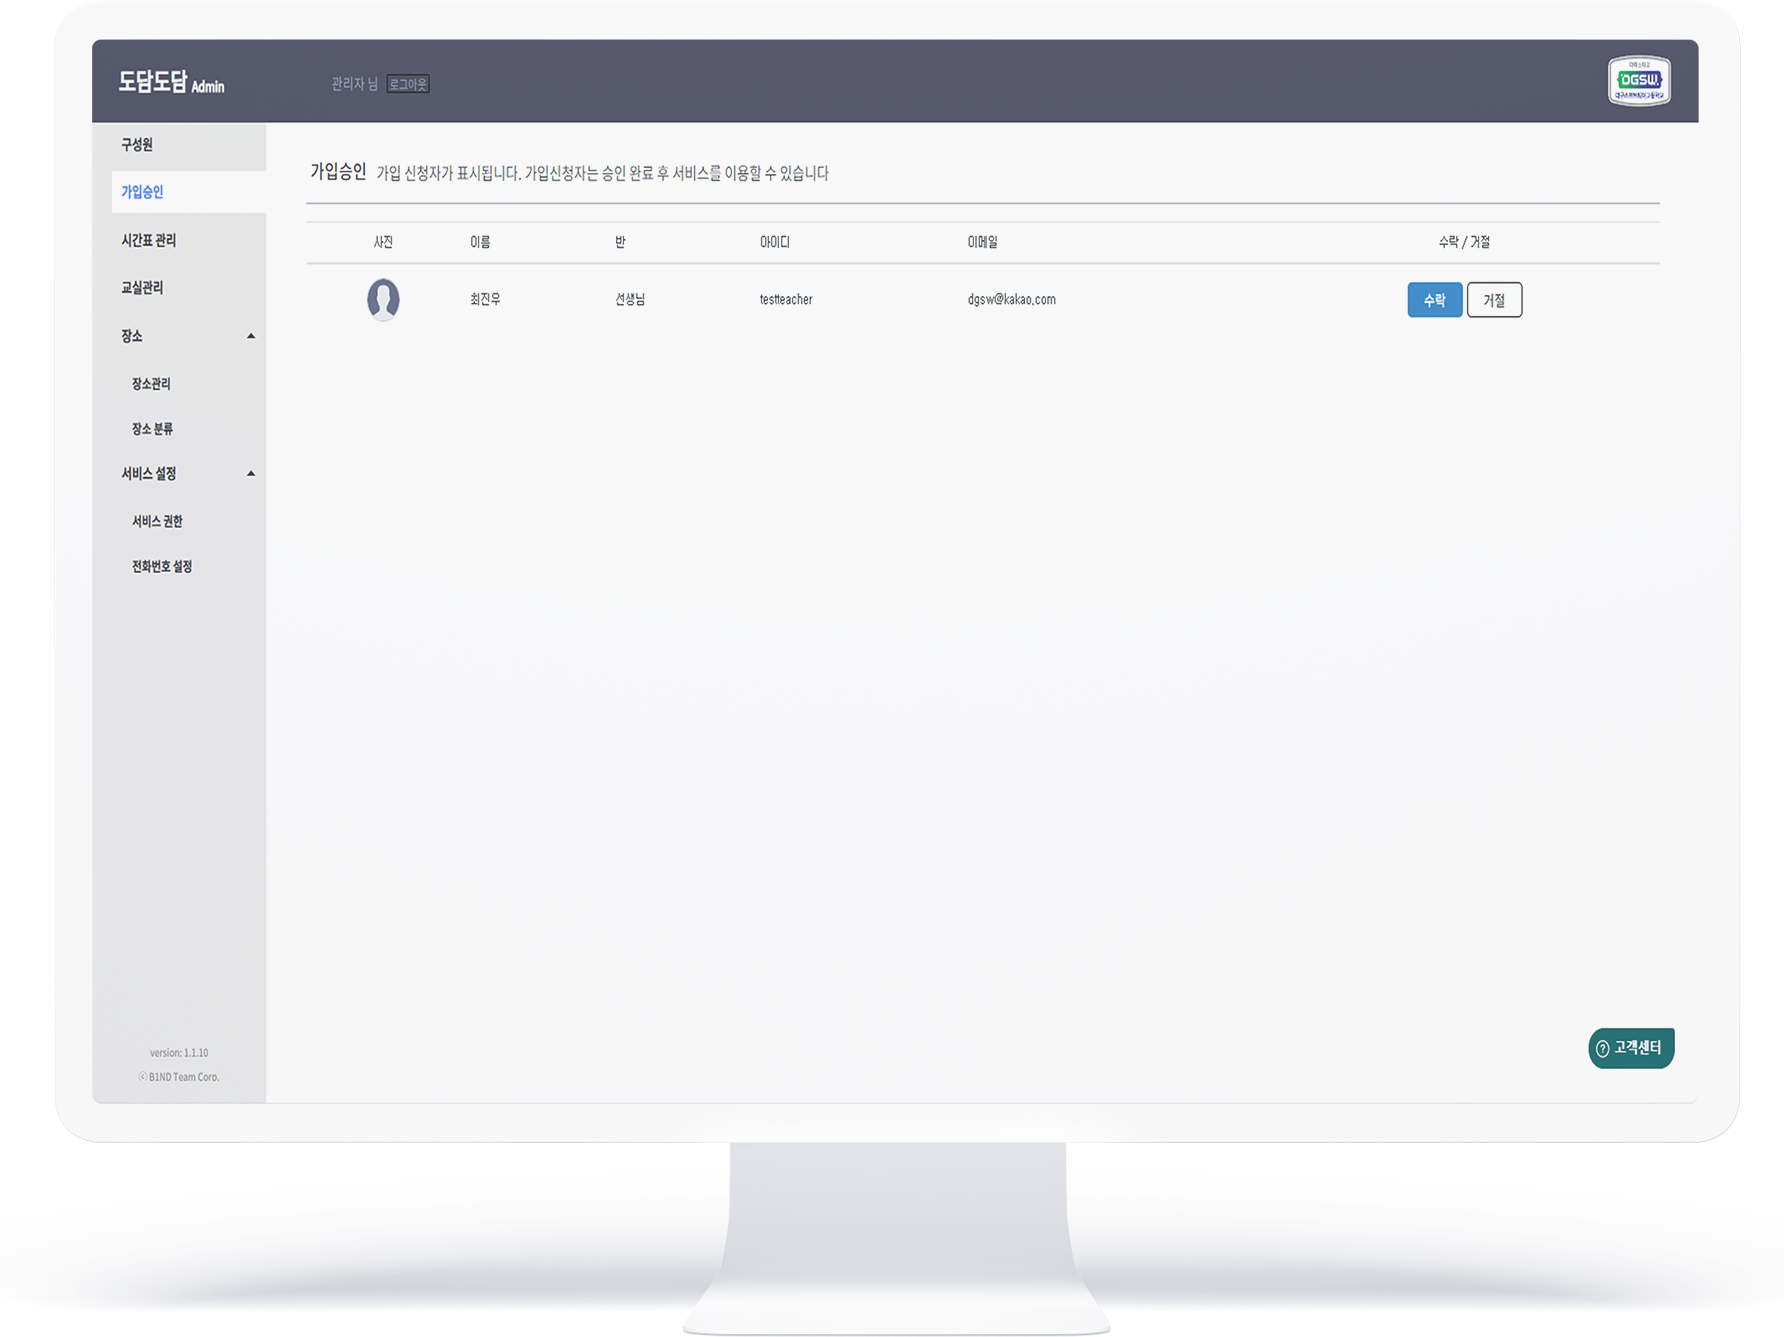 도담도담 Admin
관리자 님 로그아웃
DGSW
구성원
가입승인
시간표 관리
교실관리
장소
장소관리
장소 분류
서비스 설정
서비스 권한
전화번호 설정
version: 1.1.10
ⓒ B1ND Team Corp.
가입승인 가입 신청자가 표시됩니다. 가입신청자는 승인 완료 후 서비스를 이용할 수 있습니다
사진 이름 반 아이디 이메일 수락 / 거절
최진우 선생님 testteacher dgsw@kakao.com 수락 거절
? 고객센터